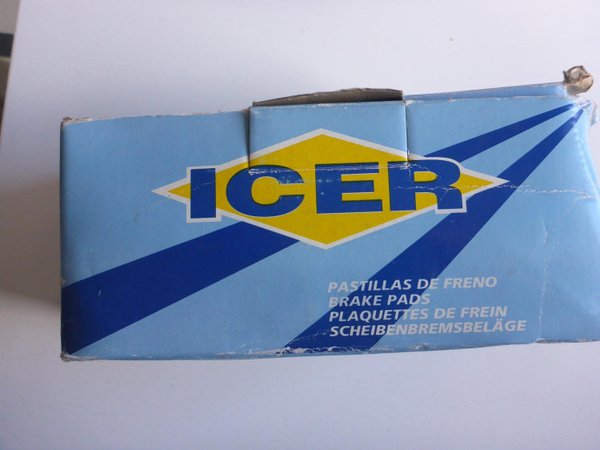 ICER
PASTILLAS DE FRENO
BRAKE PADS
PLAQUETTES DE FREIN
SCHEIBENBREMSBELÄGE